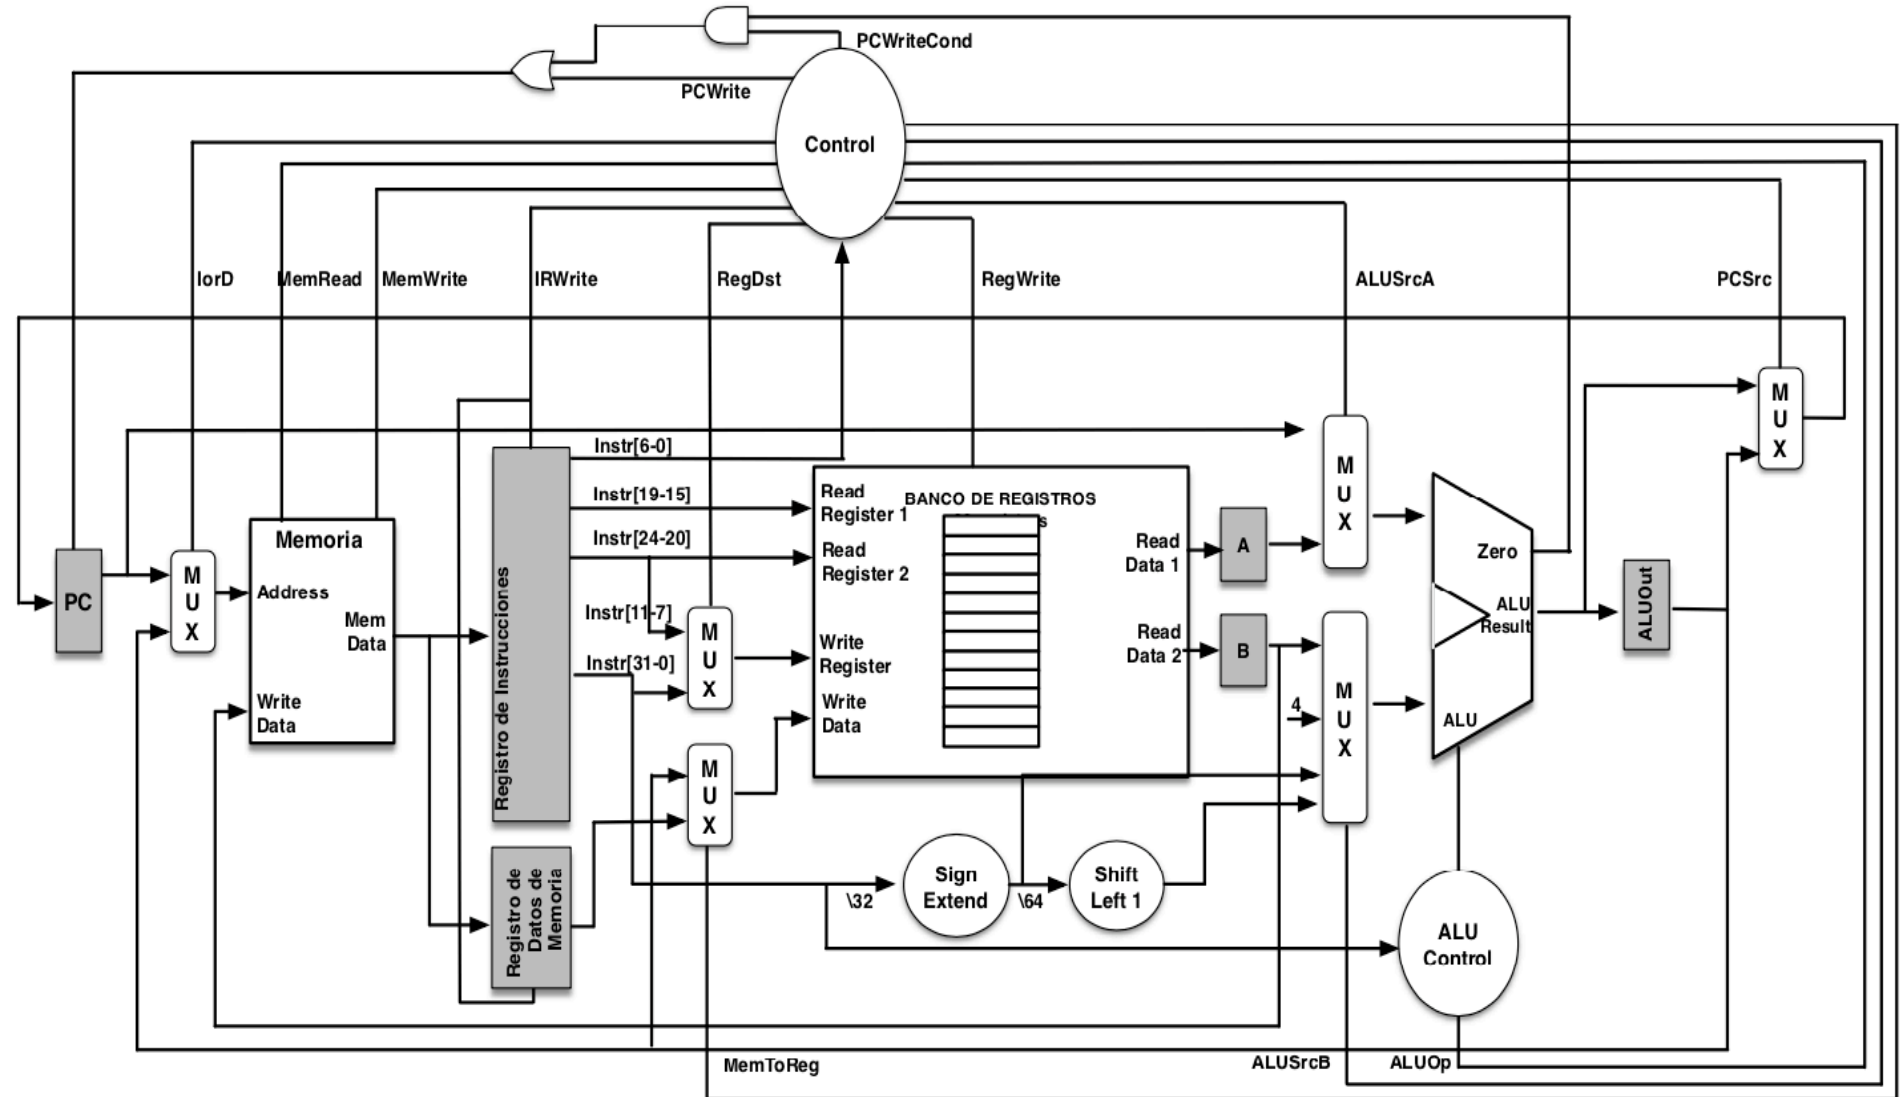 PCWriteCond
PCWrite
Control
IorD
MemRead
MemWrite
IRWrite
RegDst
RegWrite
ALUSrcA
PCSrc
M
U
X
Instr[6-0]
Instr[19-15]
Instr[24-20]
Instr[11-7]
Instr[31-0]
Registro de Instrucciones
PC
M
U
X
Memoria
Address
Mem
Data
Write
Data
M
U
X
M
U
X
Read
Register 1
BANCO DE REGISTROS
s
Read
Register 2
Write
Register
Write
Data
Read
Data 1
Read
Data 2
A
B
M
U
X
4
M
U
X
Zero
ALU
Result
ALU
ALUOut
Registro de
Datos de
Memoria
\32
Sign
Extend
\64
Shift
Left 1
ALU
Control
MemToReg
ALUSrcB
ALUOp